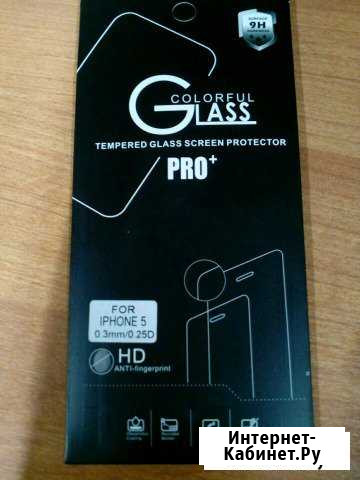 SURFACE
9H
HARDNESS
COLORFUL
GLASS
TEMPERED GLASS SCREEN PROTECTOR
PRO+
FOR
IPHONE 5
0.3mm/0.25D
HD
ANTI-fingerprint
Интернет-
Кабинет.Ру